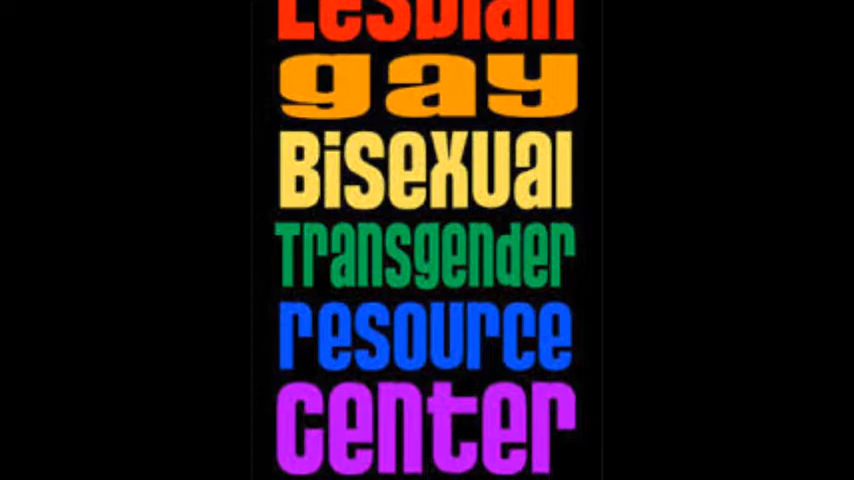 Lesbian
gay
Bisexual
Transgender
resource
center